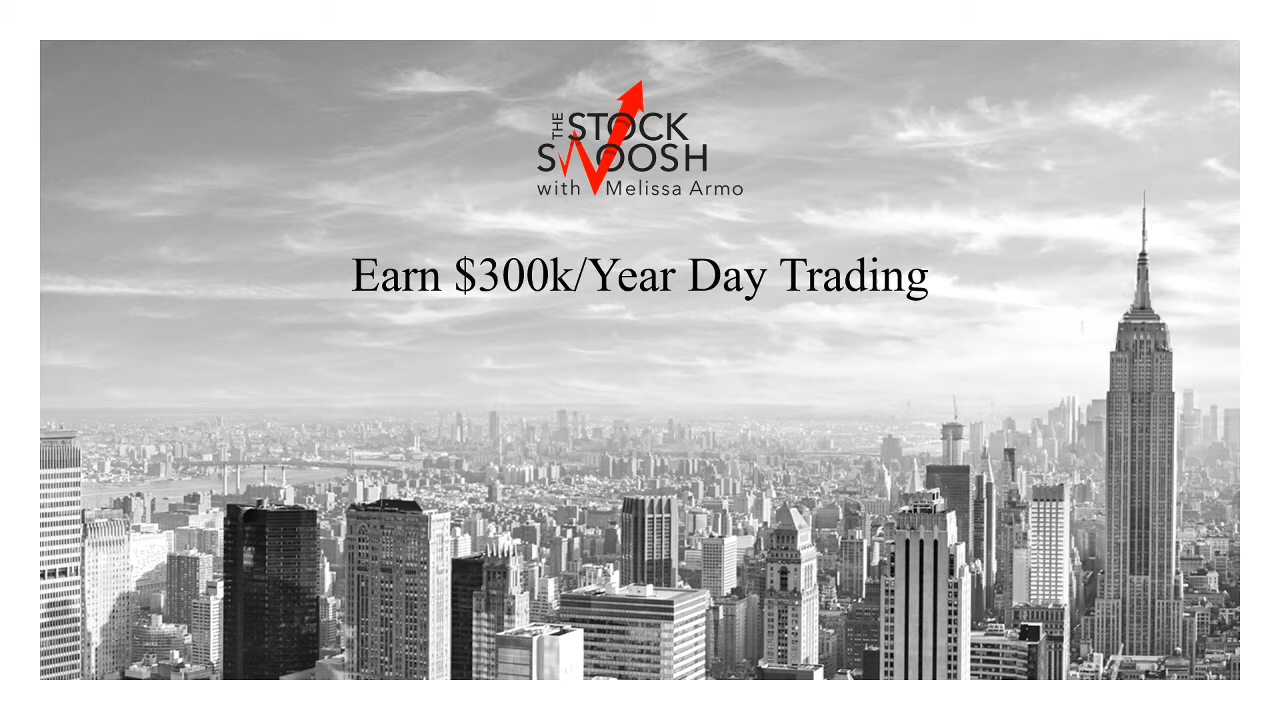 THE STOCK
SWOOSH
with Melissa Armo
Earn $300k/Year Day Trading